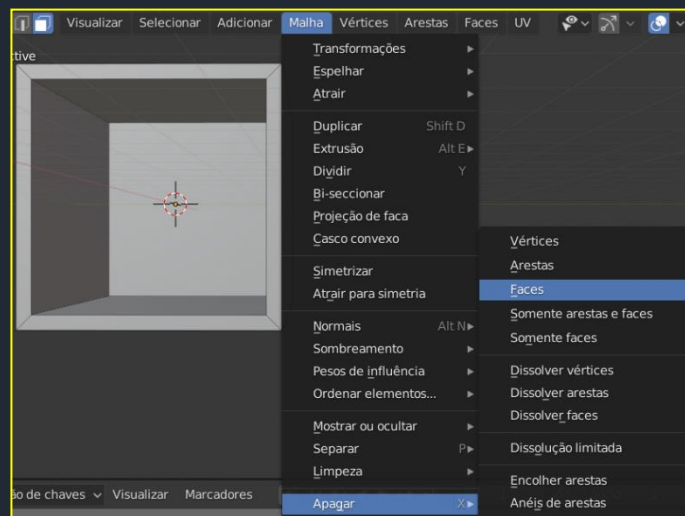 Visualizar Selecionar Adicionar Malha Vértices Arestas Faces UV
ctive
Transformações
Espelhar
Atrair
Duplicar Shift D
Extrusão Alt E
Dividir Y
Bi-seccionar
Projeção de faca
Casco convexo
Simetrizar
Atrair para simetria
Normais Alt N
Sombreamento
Pesos de influência
Ordenar elementos...
Mostrar ou ocultar
Separar P
Limpeza
Apagar X
Vértices
Arestas
Faces
Somente arestas e faces
Somente faces
Dissolver vértices
Dissolver arestas
Dissolver faces
Dissolução limitada
Encolher arestas
Anéis de arestas
ão de chaves Visualizar Marcadores